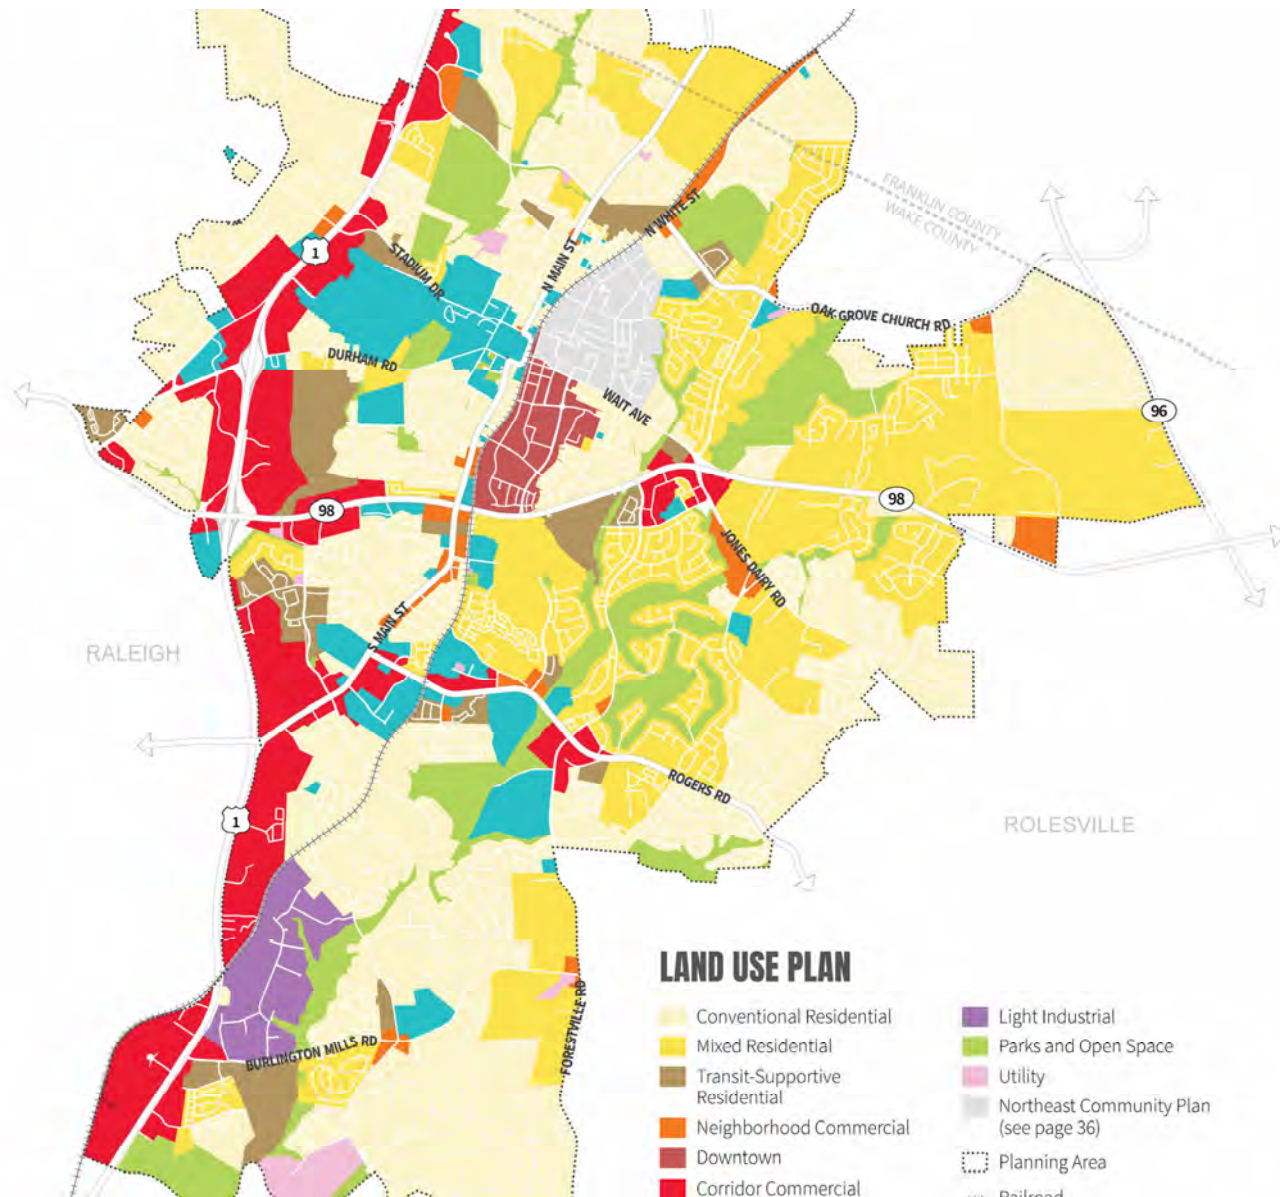 FRANKLIN COUNTY
WAKE COUNTY
N WHITE ST
1
STADIUM DR
N MAIN ST
OAK GROVE CHURCH RD
DURHAM RD
WAIT AVE
96
98
98
JONES DAIRY RD
S MAIN ST
RALEIGH
ROGERS RD
1
ROLESVILLE
FORESTVILLE RD
BURLINGTON MILLS RD
LAND USE PLAN
Conventional Residential
Mixed Residential
Transit-Supportive
Residential
Neighborhood Commercial
Downtown
Corridor Commercial
Light Industrial
Parks and Open Space
Utility
Northeast Community Plan
(see page 36)
Planning Area
Railroad